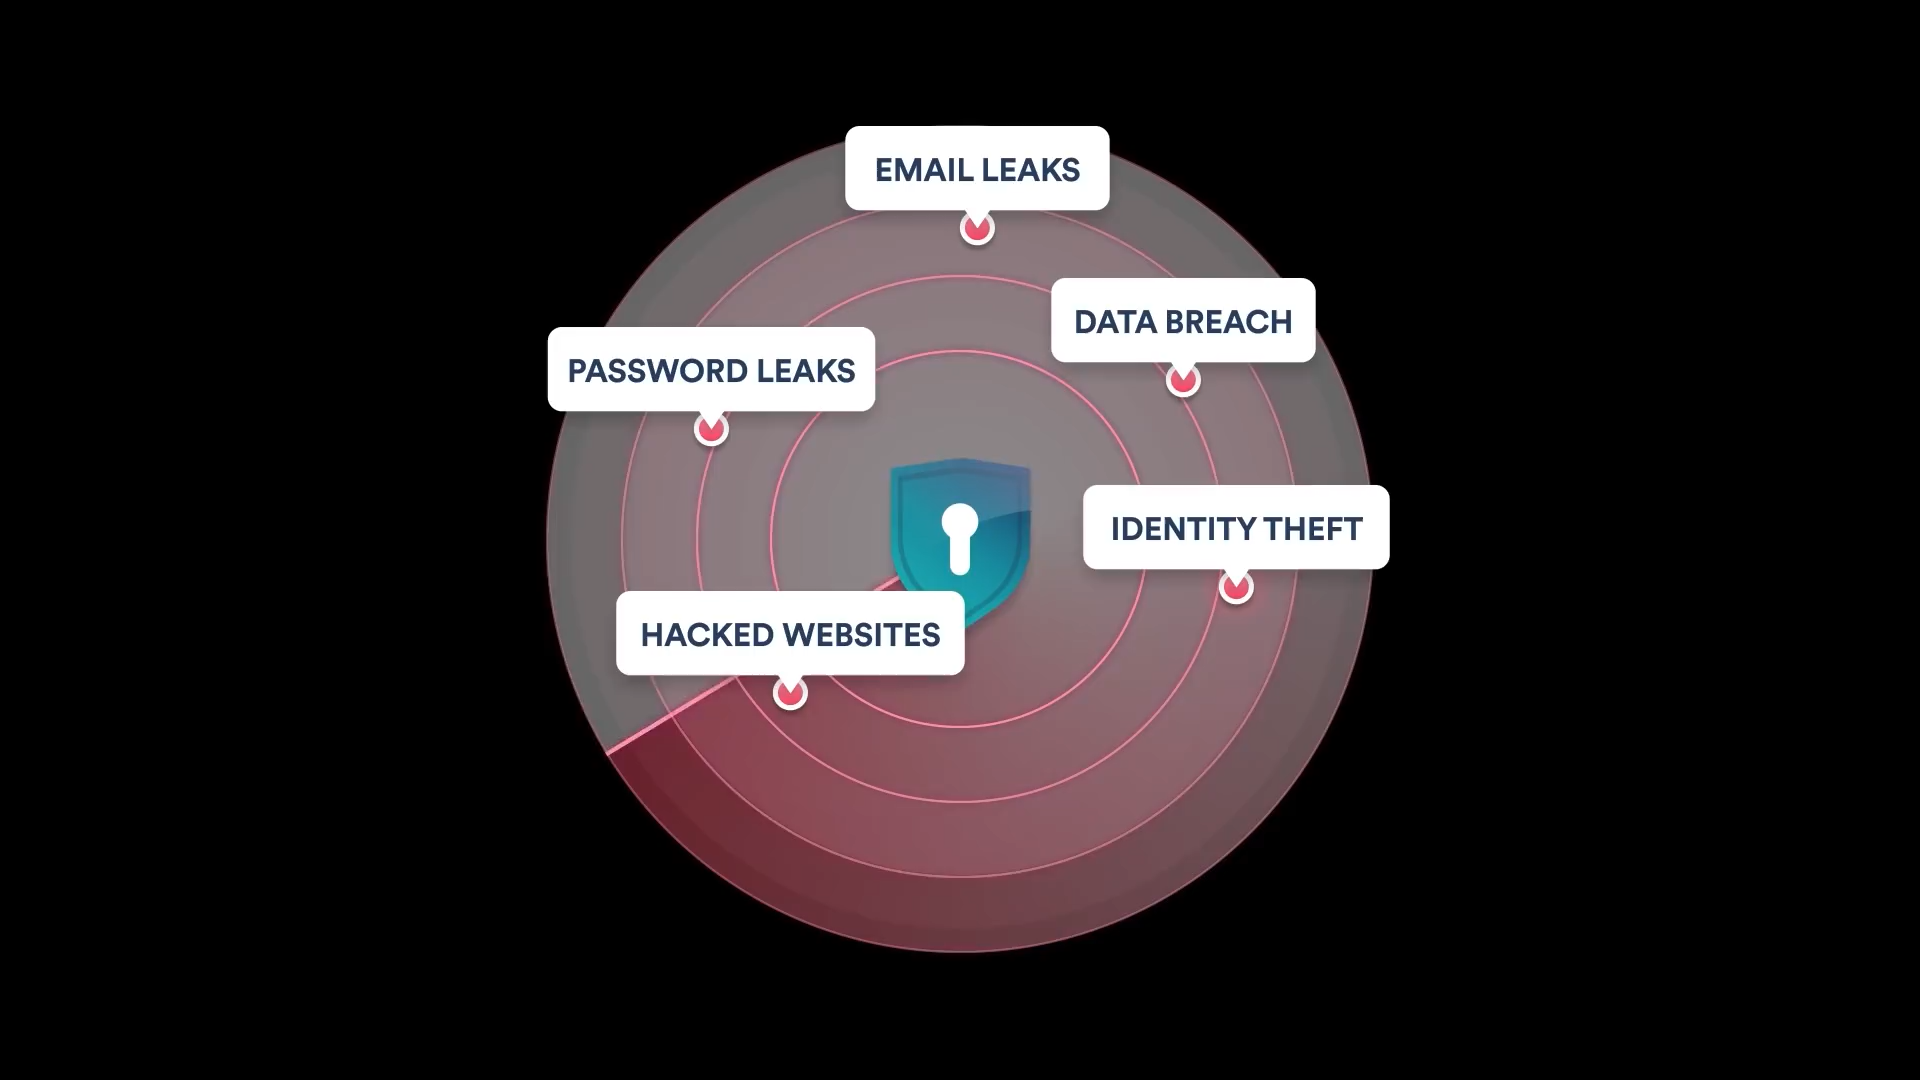 EMAIL LEAKS
DATA BREACH
PASSWORD LEAKS
IDENTITY THEFT
HACKED WEBSITES